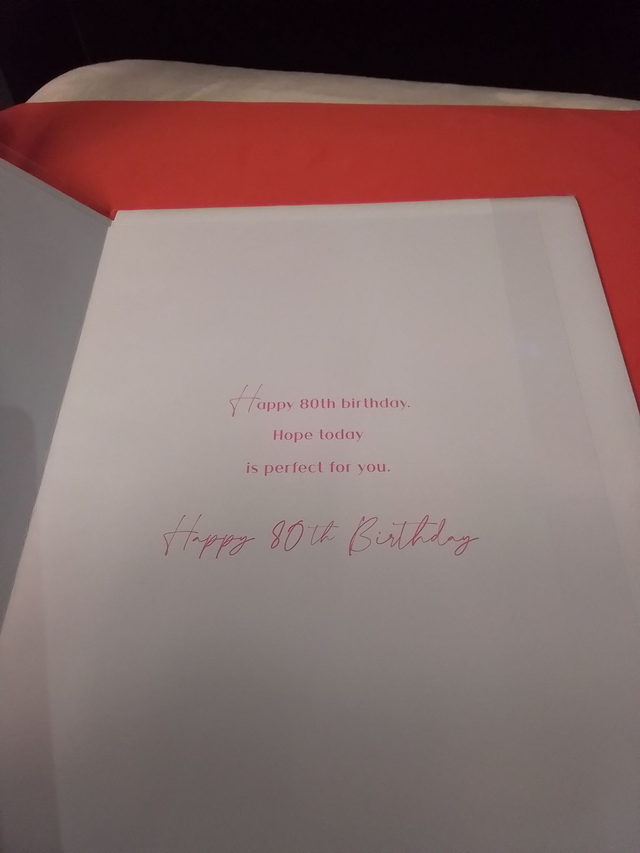 Happy 80th birthday.
Hope today
is perfect for you.
Happy 80th Birthday